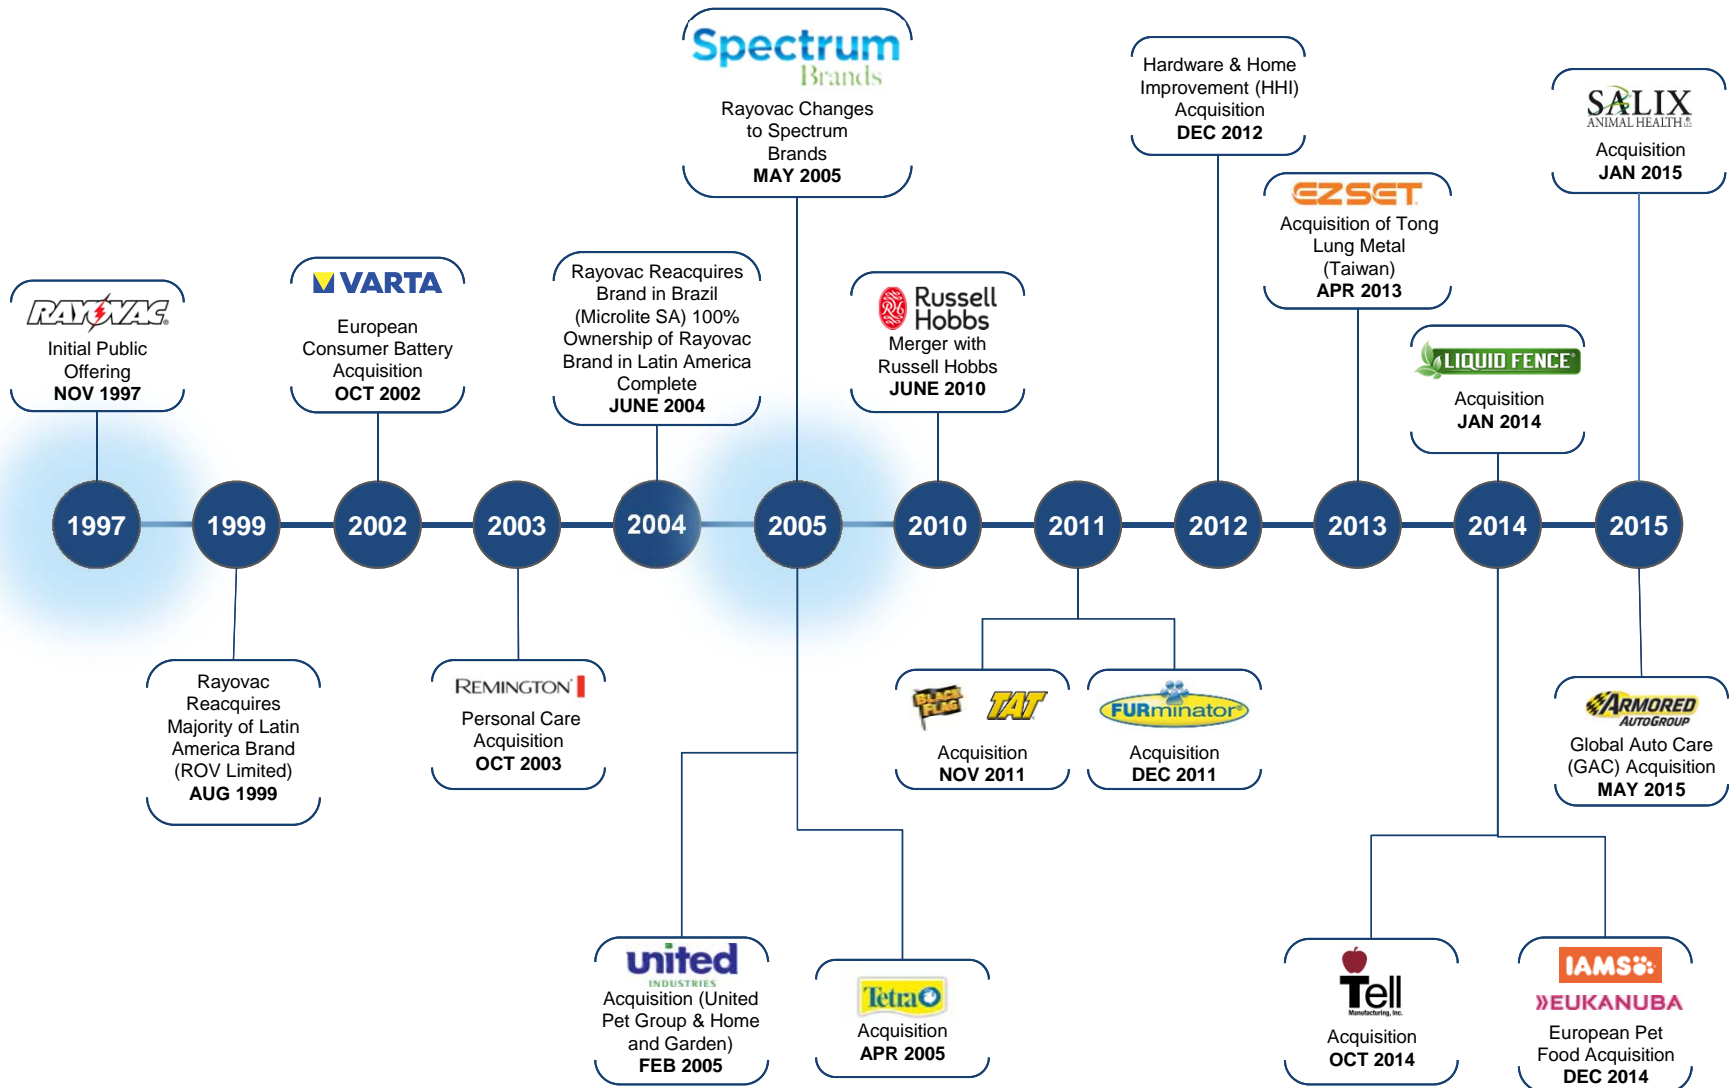 Spectrum
Brands
Rayovac Changes
to Spectrum
Brands
MAY 2005
Hardware & Home
Improvement (HHI)
Acquisition
DEC 2012
SALIX
ANIMAL HEALTH
Acquisition
JAN 2015
EZSET
Acquisition of Tong
Lung Metal
(Taiwan)
APR 2013
RAYOVAC
Initial Public
Offering
NOV 1997
VARTA
European
Consumer Battery
Acquisition
OCT 2002
Rayovac Reacquires
Brand in Brazil
(Microlite SA) 100%
Ownership of Rayovac
Brand in Latin America
Complete
JUNE 2004
Russell
Hobbs
Merger with
Russell Hobbs
JUNE 2010
LIQUID FENCE
Acquisition
JAN 2014
1997
1999
2002
2003
2004
2005
2010
2011
2012
2013
2014
2015
Rayovac
Reacquires
Majority of Latin
America Brand
(ROV Limited)
AUG 1999
REMINGTON
Personal Care
Acquisition
OCT 2003
BLACK
FLAG
TAT
Acquisition
NOV 2011
FURminator
Acquisition
DEC 2011
ARMORED
AUTOGROUP
Global Auto Care
(GAC) Acquisition
MAY 2015
united
INDUSTRIES
Acquisition (United
Pet Group & Home
and Garden)
FEB 2005
Tetra
Acquisition
APR 2005
Tell
Manufacturing, Inc.
Acquisition
OCT 2014
IAMS
»EUKANUBA
European Pet
Food Acquisition
DEC 2014